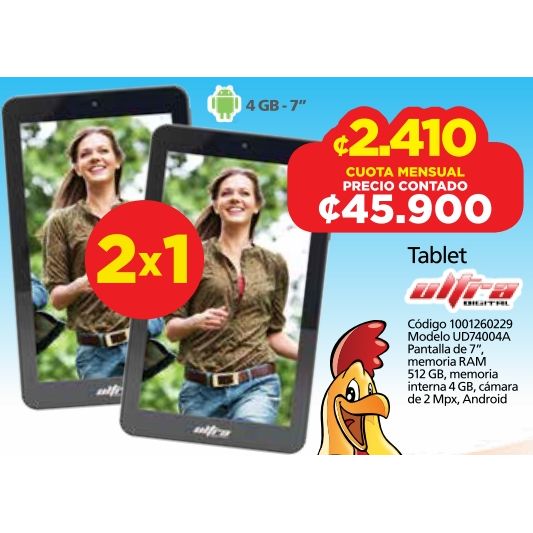 4 GB - 7"
₡2.410
CUOTA MENSUAL
PRECIO CONTADO
₡45.900
2x1
Tablet
ultra
DIGITAL
Código 1001260229
Modelo UD74004A
Pantalla de 7”,
memoria RAM
512 GB, memoria
interna 4 GB, cámara
de 2 Mpx, Android
ultra
ultra